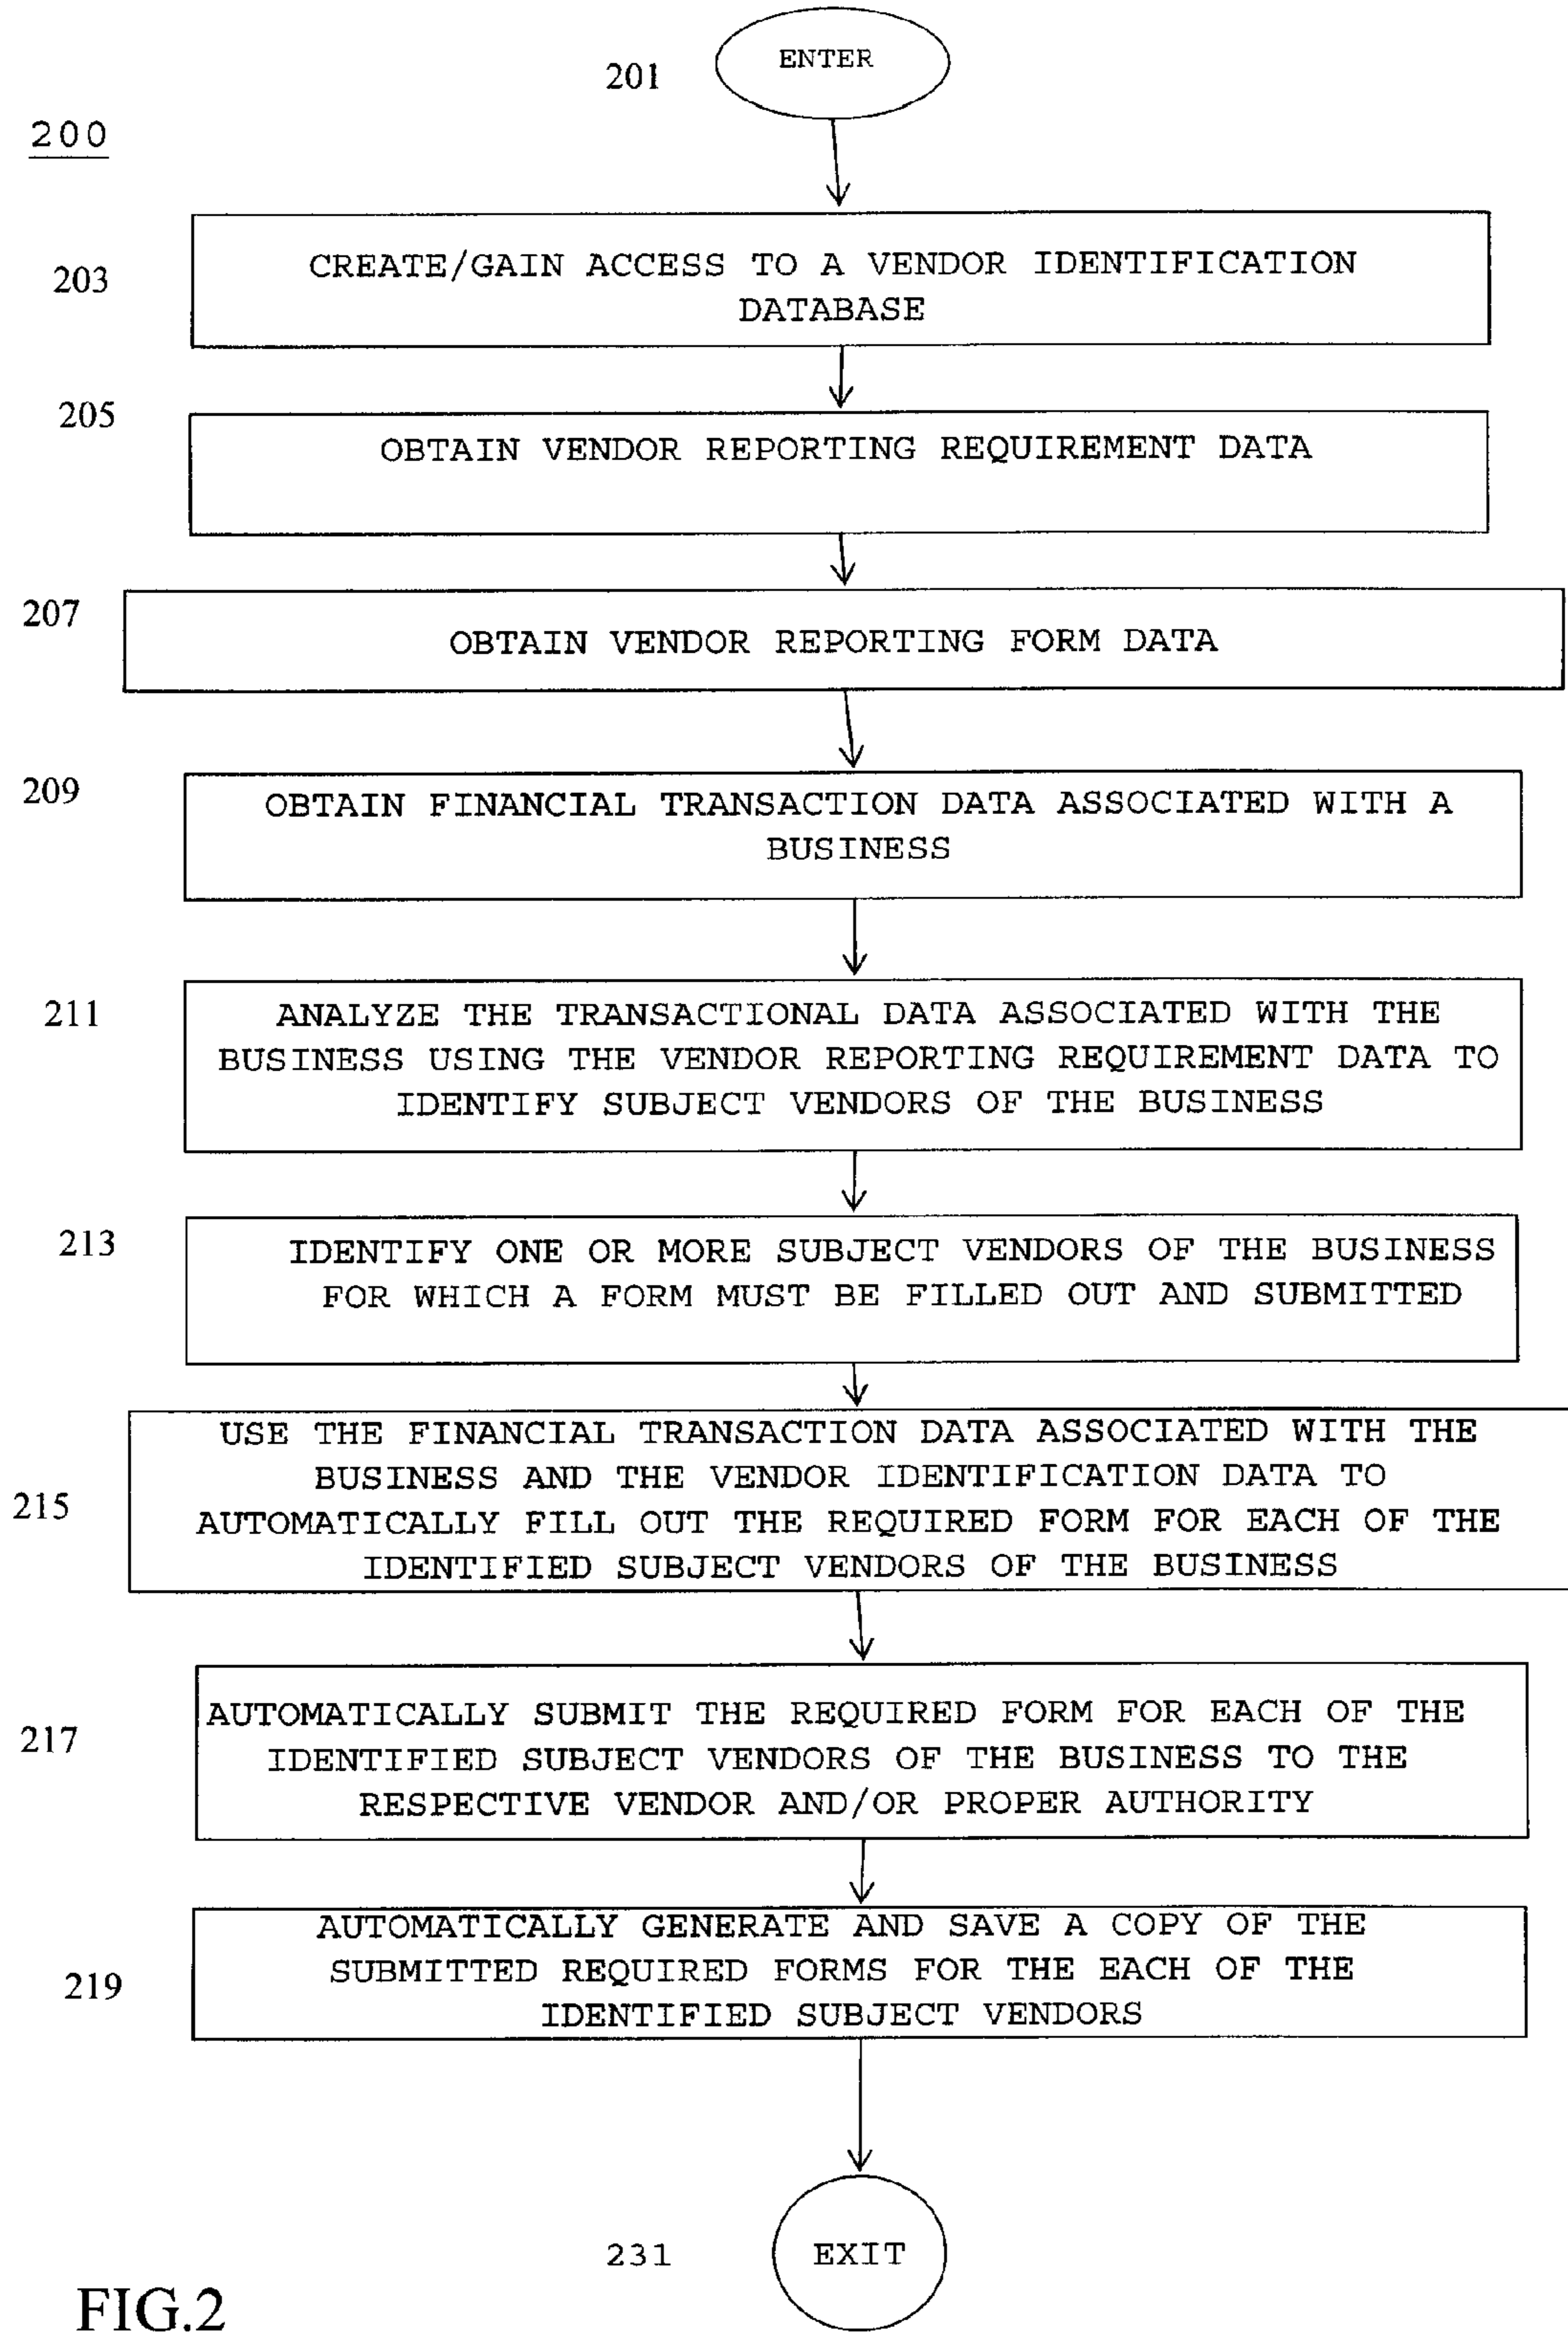 201
ENTER
200
203
CREATE/GAIN ACCESS TO A VENDOR IDENTIFICATION
DATABASE
205
OBTAIN VENDOR REPORTING REQUIREMENT DATA
207
OBTAIN VENDOR REPORTING FORM DATA
209
OBTAIN FINANCIAL TRANSACTION DATA ASSOCIATED WITH A
BUSINESS
211
ANALYZE THE TRANSACTIONAL DATA ASSOCIATED WITH THE
BUSINESS USING THE VENDOR REPORTING REQUIREMENT DATA TO
IDENTIFY SUBJECT VENDORS OF THE BUSINESS
213
IDENTIFY ONE OR MORE SUBJECT VENDORS OF THE BUSINESS
FOR WHICH A FORM MUST BE FILLED OUT AND SUBMITTED
215
USE THE FINANCIAL TRANSACTION DATA ASSOCIATED WITH THE
BUSINESS AND THE VENDOR IDENTIFICATION DATA TO
AUTOMATICALLY FILL OUT THE REQUIRED FORM FOR EACH OF THE
IDENTIFIED SUBJECT VENDORS OF THE BUSINESS
217
AUTOMATICALLY SUBMIT THE REQUIRED FORM FOR EACH OF THE
IDENTIFIED SUBJECT VENDORS OF THE BUSINESS TO THE
RESPECTIVE VENDOR AND/OR PROPER AUTHORITY
219
AUTOMATICALLY GENERATE AND SAVE A COPY OF THE
SUBMITTED REQUIRED FORMS FOR THE EACH OF THE
IDENTIFIED SUBJECT VENDORS
231
EXIT
FIG.2